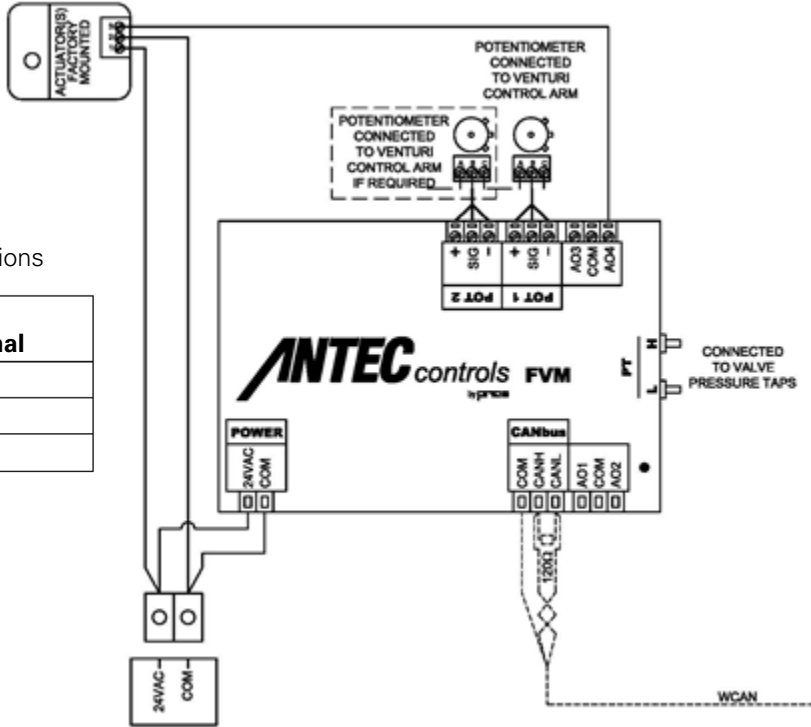 ACTUATOR(S)
FACTORY
MOUNTED
POTENTIOMETER
CONNECTED
TO VENTURI
CONTROL ARM
POTENTIOMETER
CONNECTED
TO VENTURI
CONTROL ARM
IF REQUIRED
ions
nal
+
SIG
–
+
SIG
–
AO3
COM
AO4
POT 2
POT 1
PT
H
L
CONNECTED
TO VALVE
PRESSURE TAPS
ANTEC controls FVM
by price
POWER
24VAC
COM
CANbus
COM
CANH
CANL
AO1
COM
AO2
120Ω
24VAC
COM
WCAN